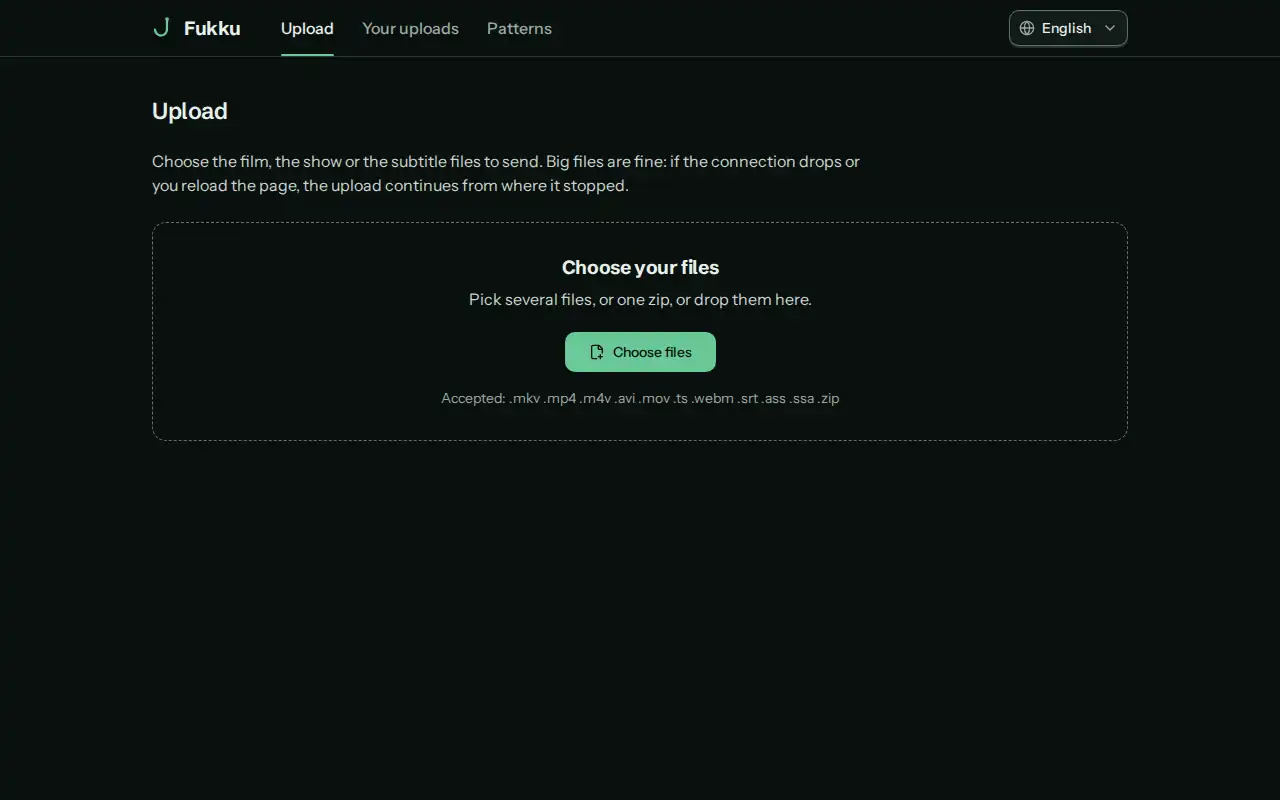 Fukku
Upload
Your uploads
Patterns
English
Upload
Choose the film, the show or the subtitle files to send. Big files are fine: if the connection drops or
you reload the page, the upload continues from where it stopped.
Choose your files
Pick several files, or one zip, or drop them here.
Choose files
Accepted: .mkv .mp4 .m4v .avi .mov .ts .webm .srt .ass .ssa .zip